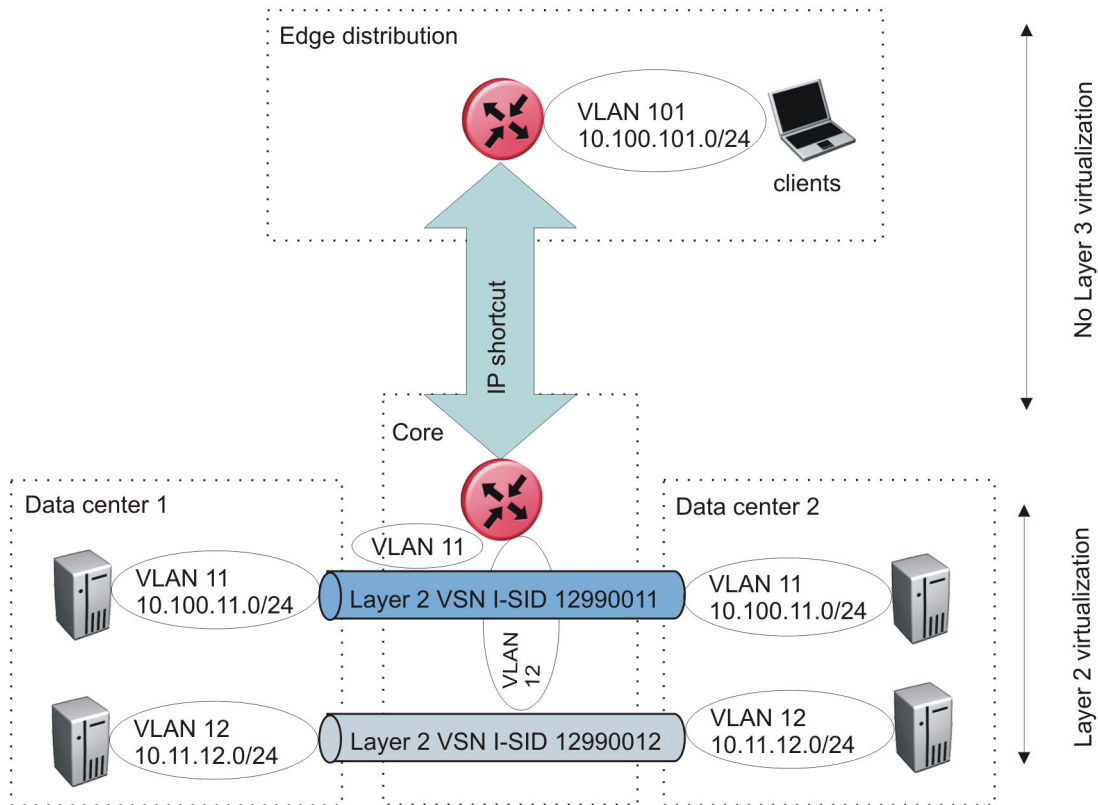 Edge distribution
VLAN 101
10.100.101.0/24
clients
No Layer 3 virtualization
IP shortcut
Core
Data center 1
Data center 2
VLAN 11
VLAN 11
10.100.11.0/24
Layer 2 VSN I-SID 12990011
VLAN 11
10.100.11.0/24
VLAN
12
VLAN 12
10.11.12.0/24
Layer 2 VSN I-SID 12990012
VLAN 12
10.11.12.0/24
Layer 2 virtualization